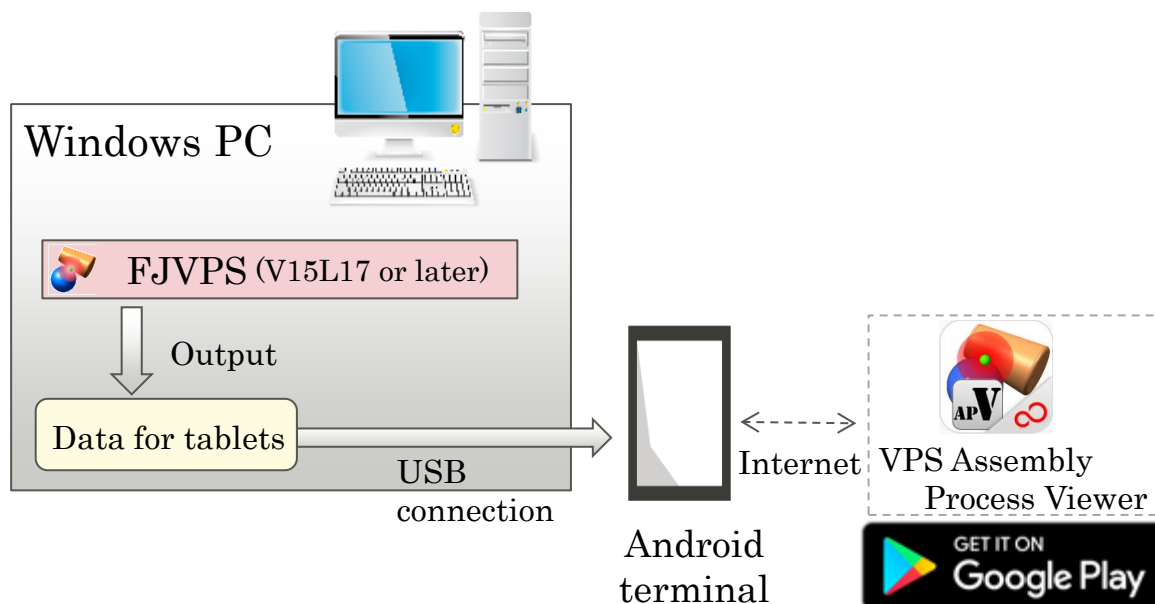 Windows PC
FJVPS (V15L17 or later)
Output
Data for tablets
USB
connection
Android
terminal
Internet
APV
VPS Assembly
Process Viewer
GET IT ON
Google Play